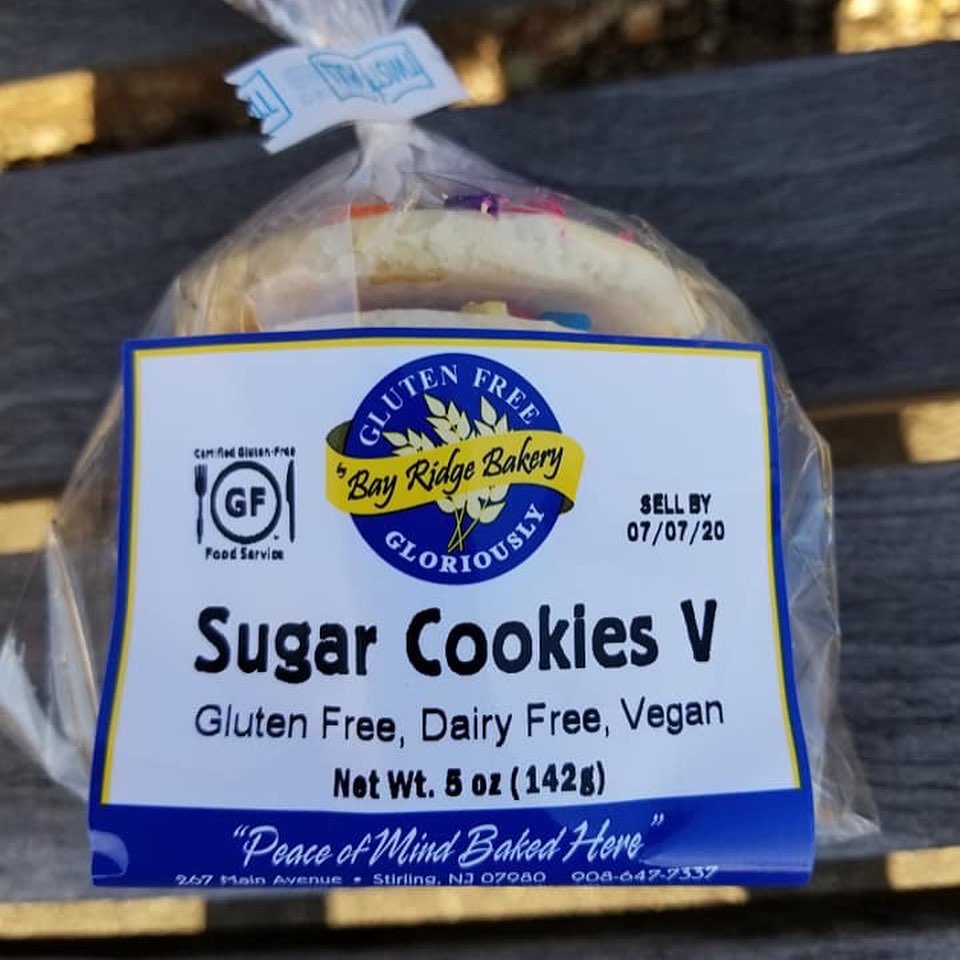 TWIST
GLUTEN FREE
by Bay Ridge Bakery
GLORIOUSLY
Certified Gluten-Free
GF
Food Service
SELL BY
07/07/20
Sugar Cookies V
Gluten Free, Dairy Free, Vegan
Net Wt. 5 oz (142g)
"Peace of Mind Baked Here"
267 Main Avenue • Stirling, NJ 07980 908-647-7337